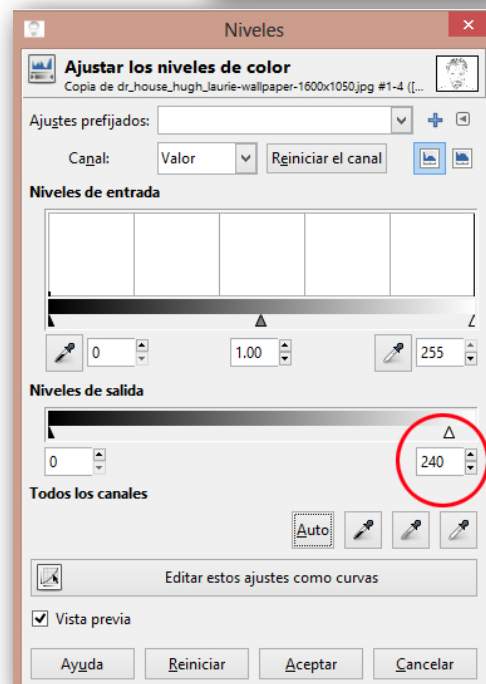 Niveles
Ajustar los niveles de color
Copia de dr_house_hugh_laurie-wallpaper-1600x1050.jpg #1-4 ([...
Ajustes prefijados:
Canal: Valor Reiniciar el canal
Niveles de entrada
0 1.00 255
Niveles de salida
0 240
Todos los canales
Auto
Editar estos ajustes como curvas
Vista previa
Ayuda Reiniciar Aceptar Cancelar